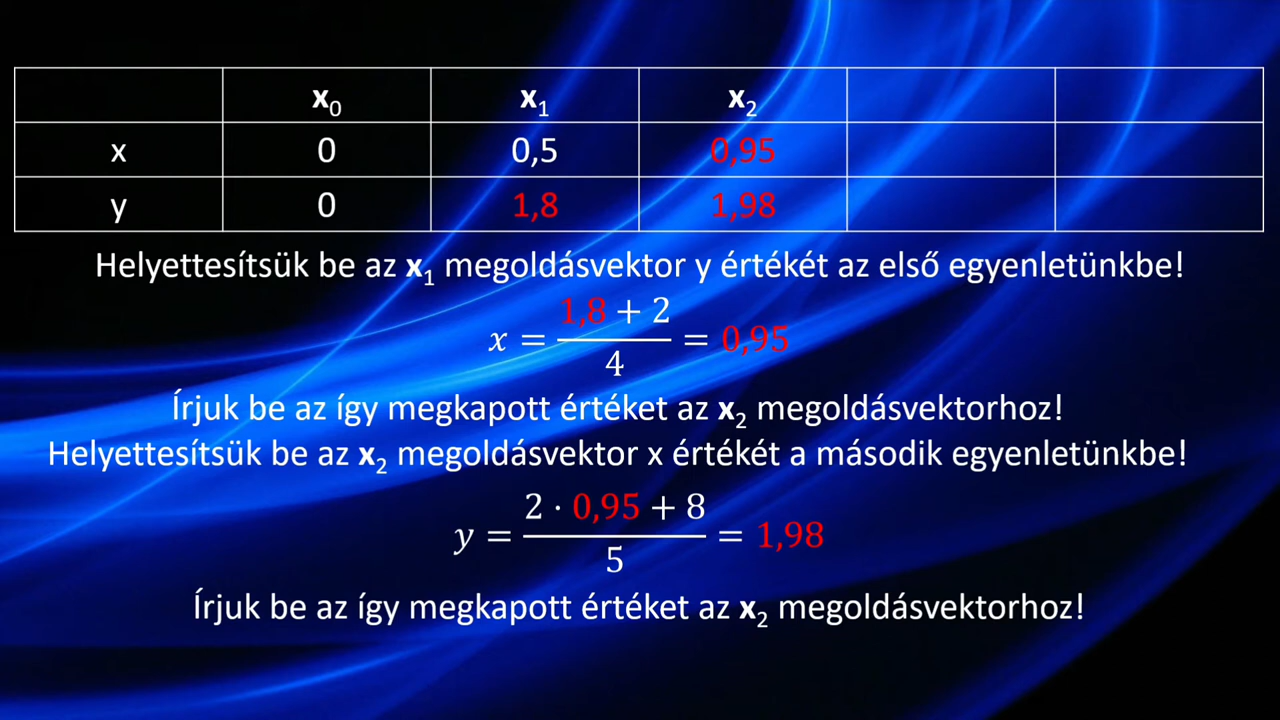 x₀ x₁ x₂
x 0 0,5 0,95
y 0 1,8 1,98
Helyettesítsük be az x₁ megoldásvektor y értékét az első egyenletünkbe!
x = (1,8 + 2)/4 = 0,95
Írjuk be az így megkapott értéket az x₂ megoldásvektorhoz!
Helyettesítsük be az x₂ megoldásvektor x értékét a második egyenletünkbe!
y = (2 · 0,95 + 8)/5 = 1,98
Írjuk be az így megkapott értéket az x₂ megoldásvektorhoz!